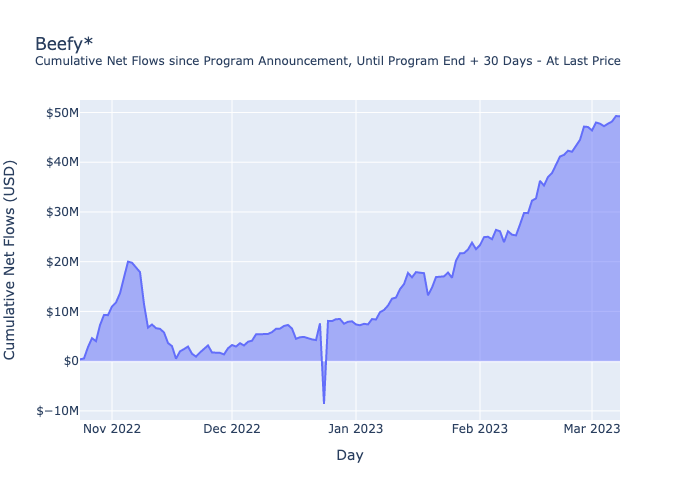 Beefy*
Cumulative Net Flows since Program Announcement, Until Program End + 30 Days - At Last Price
Cumulative Net Flows (USD)
$50M
$40M
$30M
$20M
$10M
$0
$−10M
Nov 2022
Dec 2022
Jan 2023
Feb 2023
Mar 2023
Day